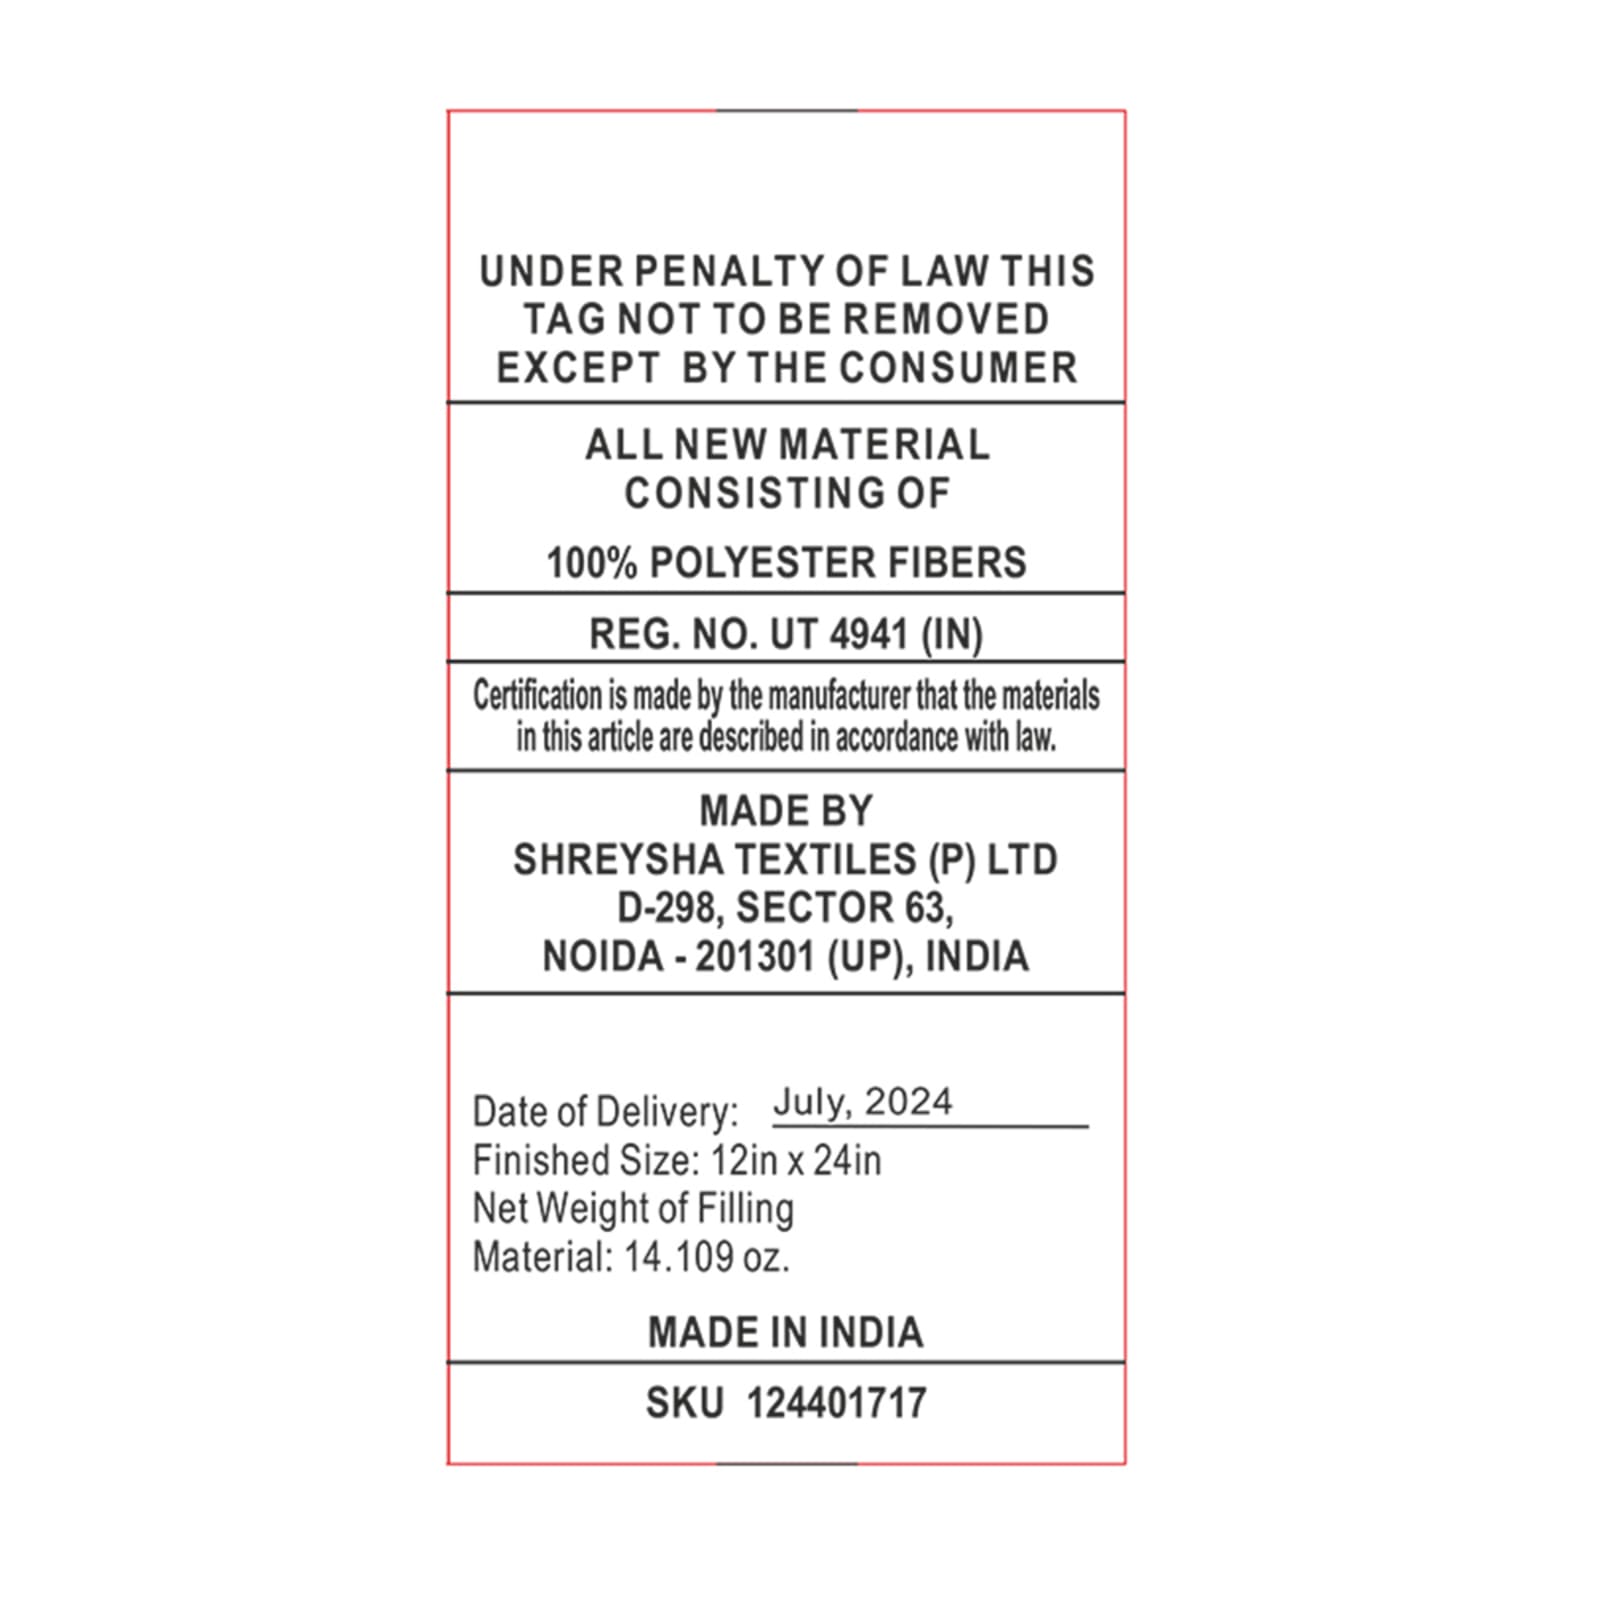 UNDER PENALTY OF LAW THIS
TAG NOT TO BE REMOVED
EXCEPT BY THE CONSUMER
ALL NEW MATERIAL
CONSISTING OF
100% POLYESTER FIBERS
REG. NO. UT 4941 (IN)
Certification is made by the manufacturer that the materials
in this article are described in accordance with law.
MADE BY
SHREYSHA TEXTILES (P) LTD
D-298, SECTOR 63,
NOIDA - 201301 (UP), INDIA
Date of Delivery: July, 2024
Finished Size: 12in x 24in
Net Weight of Filling
Material: 14.109 oz.
MADE IN INDIA
SKU 124401717